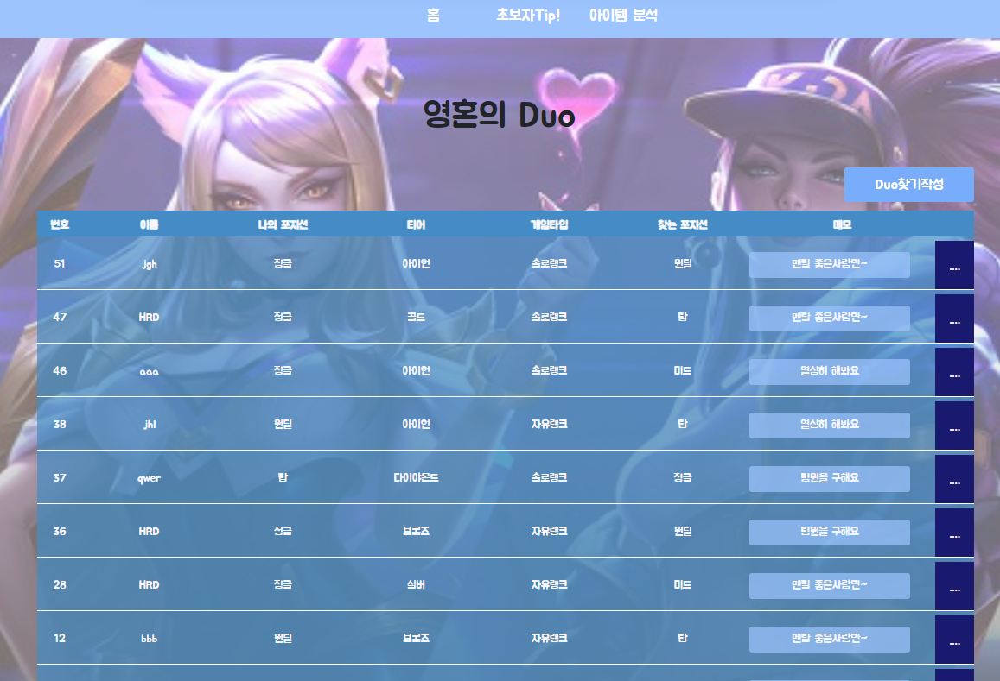 홈 초보자Tip! 아이템 분석
K/DA
영혼의 Duo
Duo찾기작성
번호 이름 나의 포지션 티어 게임타입 찾는 포지션 메모
51 jgh 정글 아이언 솔로랭크 원딜 멘탈 좋은사람만~ ....
47 HRD 정글 골드 솔로랭크 탑 멘탈 좋은사람만~ ....
46 aaa 정글 아이언 솔로랭크 미드 열심히 해봐요 ....
38 jhl 원딜 아이언 자유랭크 탑 열심히 해봐요 ....
37 qwer 탑 다이아몬드 솔로랭크 정글 팀원을 구해요 ....
36 HRD 정글 브론즈 자유랭크 원딜 팀원을 구해요 ....
28 HRD 정글 실버 자유랭크 미드 멘탈 좋은사람만~ ....
12 bbb 원딜 브론즈 자유랭크 탑 멘탈 좋은사람만~ ....